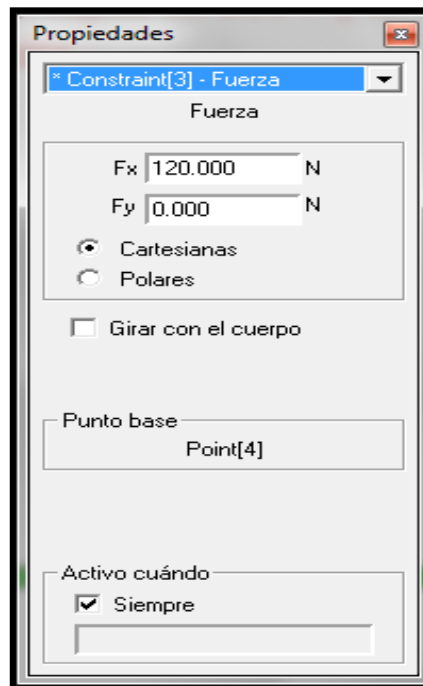 Propiedades
* Constraint[3] - Fuerza
Fuerza
Fx 120.000 N
Fy 0.000 N
Cartesianas
Polares
Girar con el cuerpo
Punto base
Point[4]
Activo cuándo
Siempre